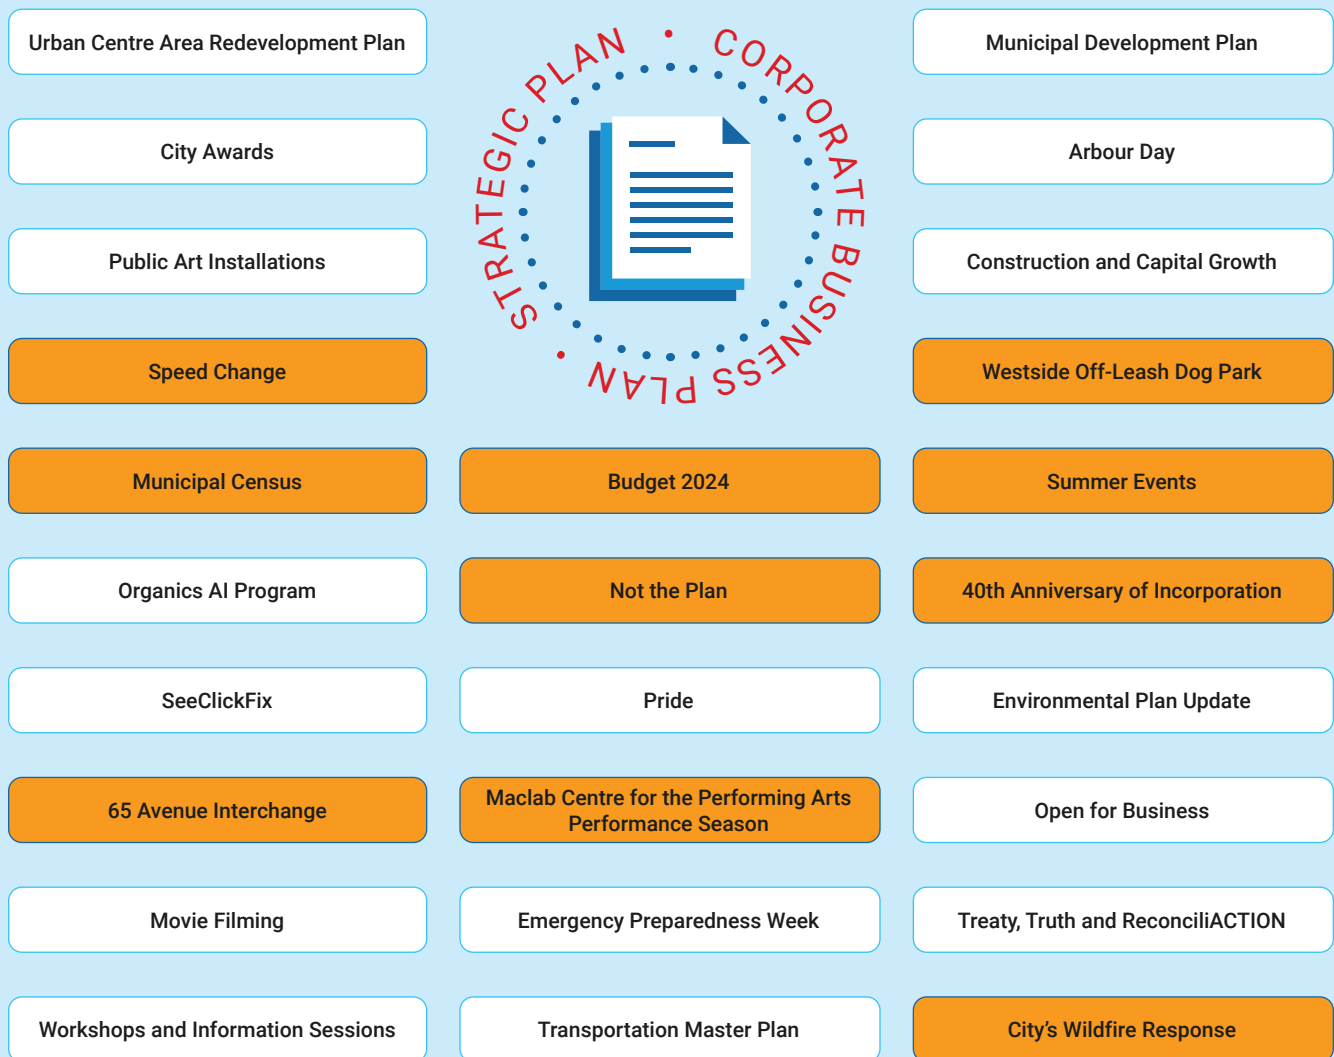 Urban Centre Area Redevelopment Plan
STRATEGIC PLAN • CORPORATE BUSINESS PLAN •
Municipal Development Plan
City Awards
Arbour Day
Public Art Installations
Construction and Capital Growth
Speed Change
Westside Off-Leash Dog Park
Municipal Census
Budget 2024
Summer Events
Organics AI Program
Not the Plan
40th Anniversary of Incorporation
SeeClickFix
Pride
Environmental Plan Update
65 Avenue Interchange
Maclab Centre for the Performing Arts
Performance Season
Open for Business
Movie Filming
Emergency Preparedness Week
Treaty, Truth and ReconciliACTION
Workshops and Information Sessions
Transportation Master Plan
City's Wildfire Response